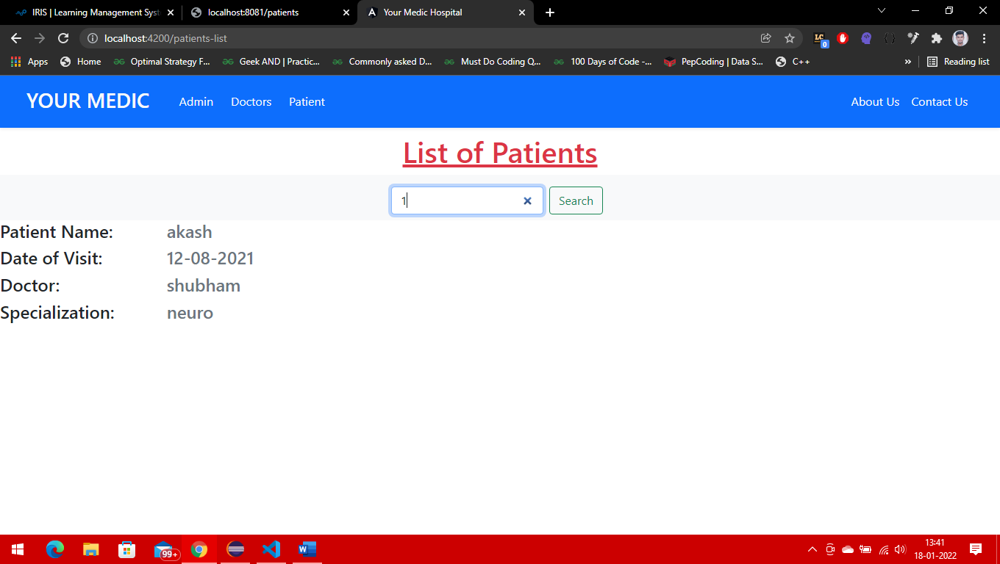 IRIS | Learning Management Syst
localhost:8081/patients
Your Medic Hospital
localhost:4200/patients-list
LC
0
Apps
Home
Optimal Strategy F...
Geek AND | Practic...
Commonly asked D...
Must Do Coding Q...
100 Days of Code -...
PepCoding | Data S...
C++
»
Reading list
YOUR MEDIC
Admin
Doctors
Patient
About Us
Contact Us
List of Patients
1
Search
Patient Name: akash
Date of Visit: 12-08-2021
Doctor: shubham
Specialization: neuro
99+
W
13:41
18-01-2022